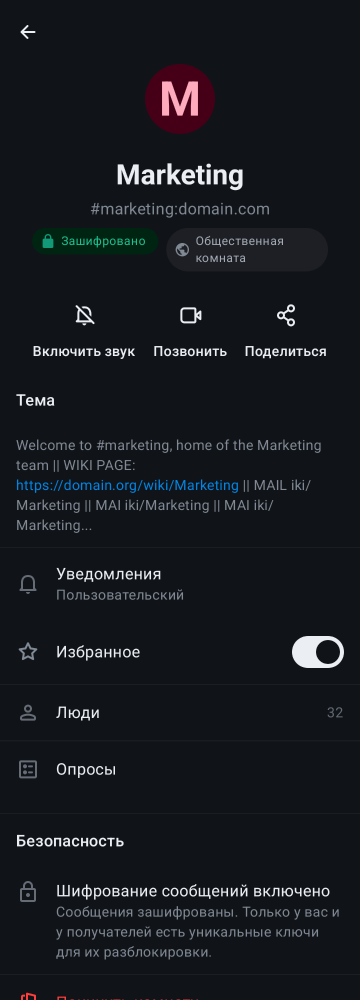 M
Marketing
#marketing:domain.com
Зашифровано
Общественная
комната
Включить звук Позвонить Поделиться
Тема
Welcome to #marketing, home of the Marketing
team || WIKI PAGE:
https://domain.org/wiki/Marketing || MAIL iki/
Marketing || MAI iki/Marketing || MAI iki/
Marketing...
Уведомления
Пользовательский
Избранное
Люди 32
Опросы
Безопасность
Шифрование сообщений включено
Сообщения зашифрованы. Только у вас и
у получателей есть уникальные ключи
для их разблокировки.